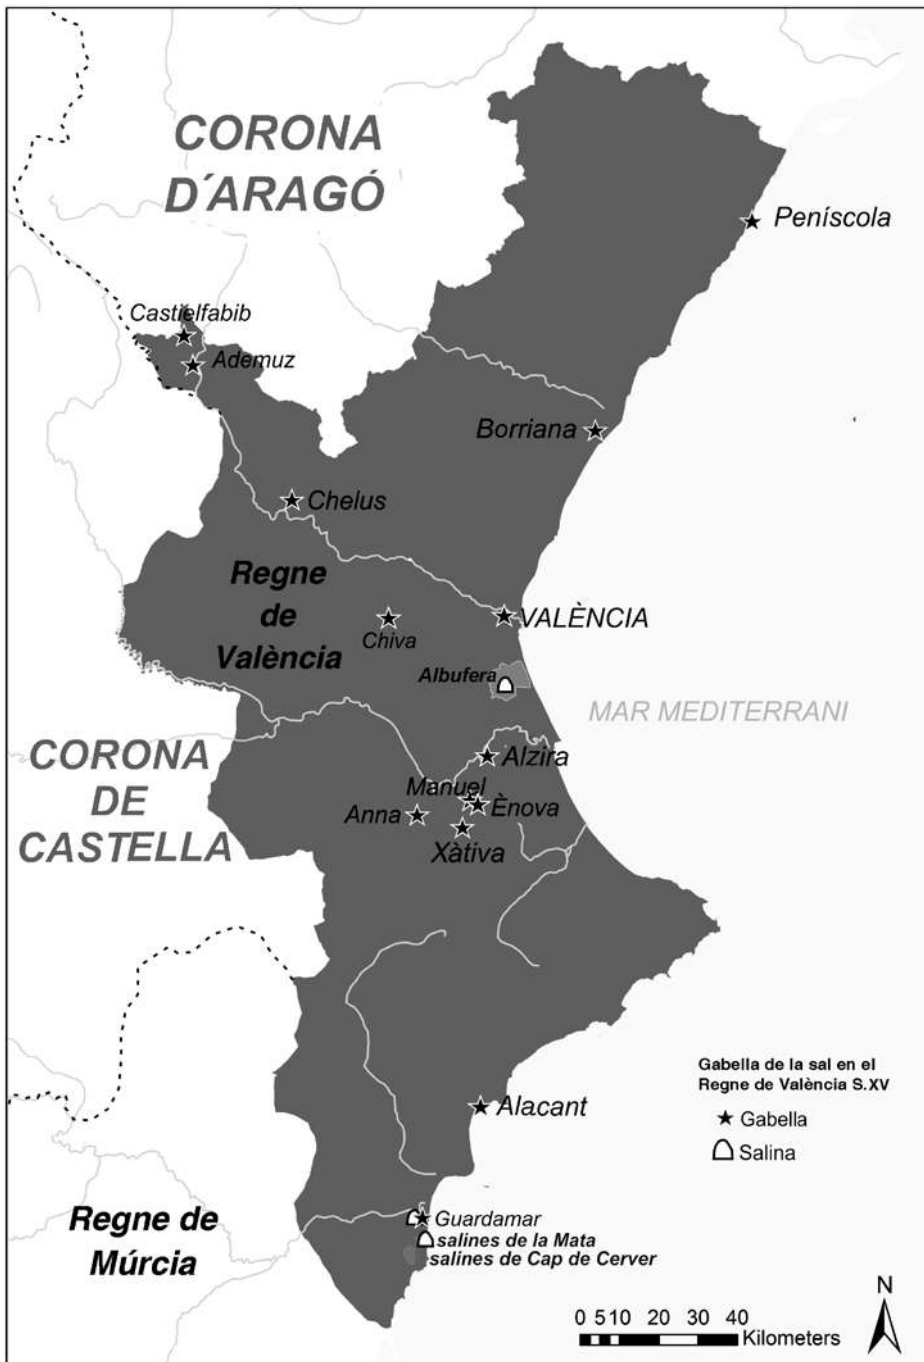 CORONA
D´ARAGÓ
Peníscola
Castielfabib
Ademuz
Borriana
Chelus
Regne
de
València
VALÈNCIA
Chiva
Albufera
MAR MEDITERRANI
CORONA
DE
CASTELLA
Alzira
Manuel
Ènova
Anna
Xàtiva
Gabella de la sal en el
Regne de València S.XV
Gabella
Salina
Alacant
Regne de
Múrcia
Guardamar
salines de la Mata
salines de Cap de Cerver
N
0 5 10 20 30 40
Kilometers